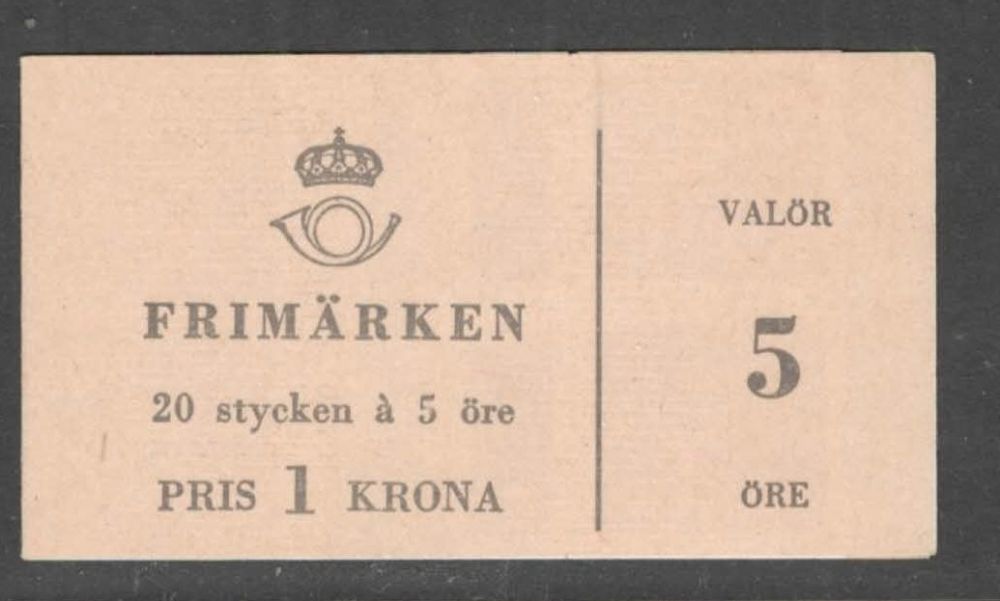 FRIMÄRKEN
20 stycken à 5 öre
PRIS 1 KRONA
VALÖR
5
ÖRE